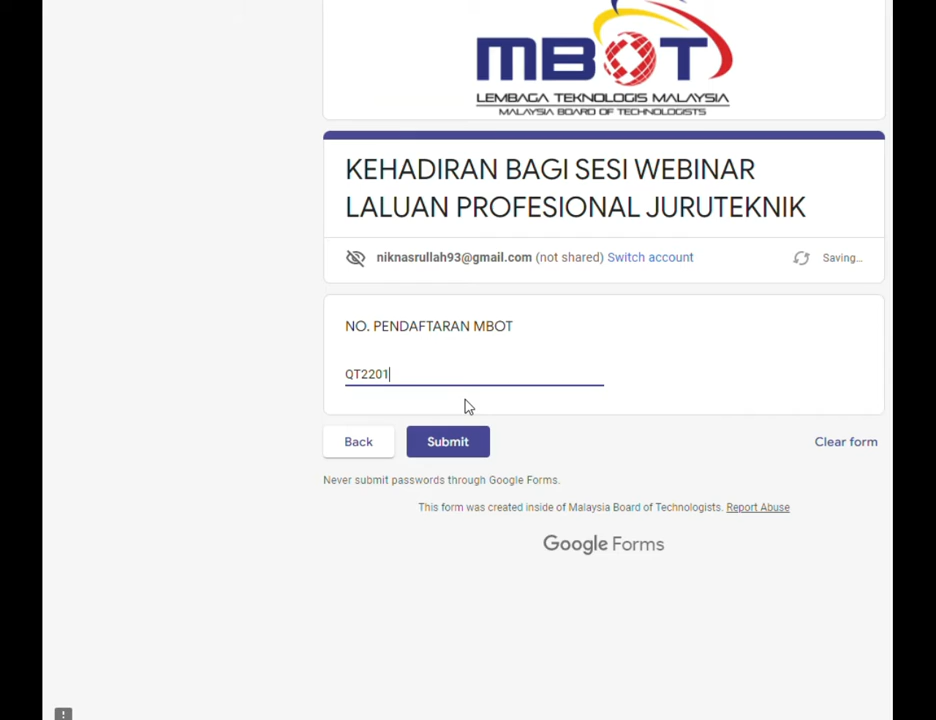 MBOT
LEMBAGA TEKNOLOGIS MALAYSIA
MALAYSIA BOARD OF TECHNOLOGISTS
KEHADIRAN BAGI SESI WEBINAR
LALUAN PROFESIONAL JURUTEKNIK
niknasrullah93@gmail.com (not shared) Switch account
Saving...
NO. PENDAFTARAN MBOT
QT2201
Back
Submit
Clear form
Never submit passwords through Google Forms.
This form was created inside of Malaysia Board of Technologists. Report Abuse
Google Forms
!